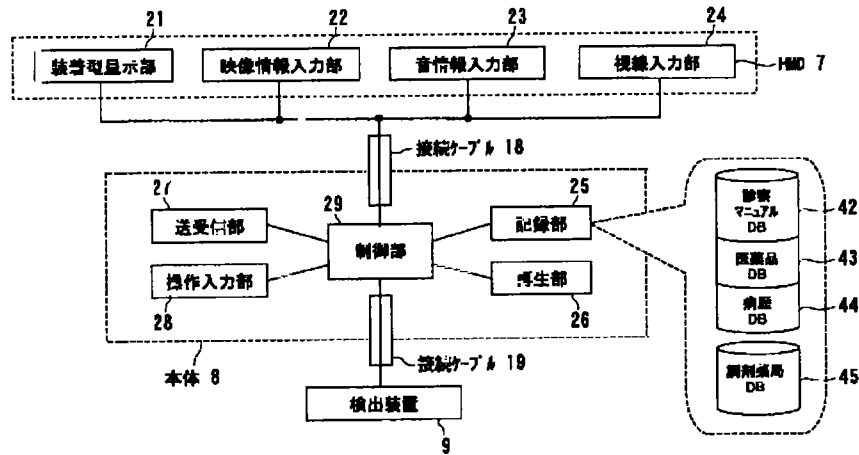 21
22
23
24
装着型显示部
映像情報入力部
音情報入力部
視線入力部
HMD 7
接続ケーブル 18
27
29
25
送受信部
制御部
記録部
操作入力部
再生部
28
26
接続ケーブル 19
本体 8
検出装置
9
診察
マニュアル
DB
42
医薬品
DB
43
病歴
DB
44
調剤薬局
DB
45